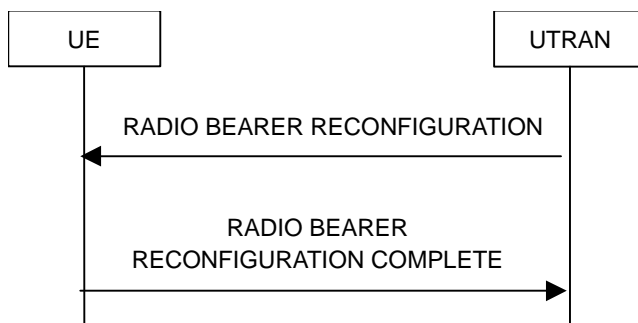 UE
UTRAN
RADIO BEARER RECONFIGURATION
RADIO BEARER
RECONFIGURATION COMPLETE